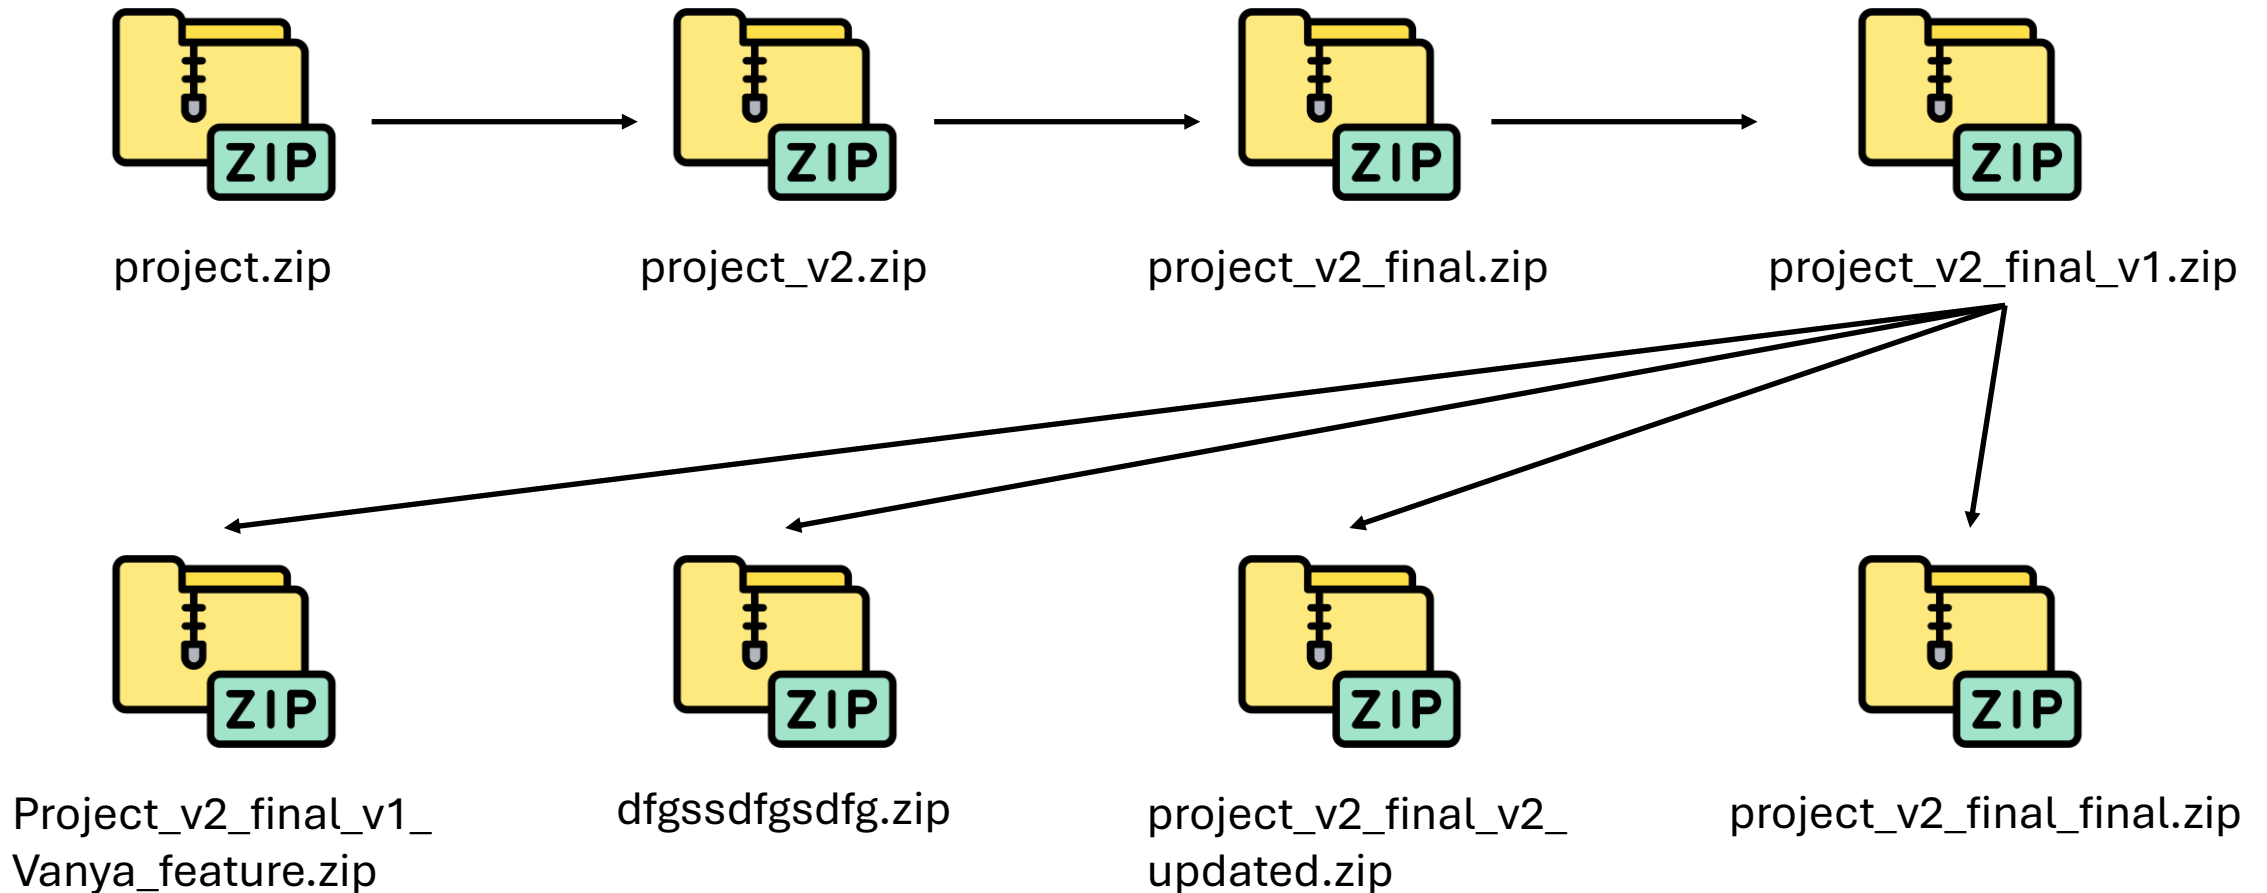 ZIP
ZIP
ZIP
ZIP
project.zip
project_v2.zip
project_v2_final.zip
project_v2_final_v1.zip
ZIP
ZIP
ZIP
ZIP
Project_v2_final_v1_
Vanya_feature.zip
dfgssdfgsdfg.zip
project_v2_final_v2_
updated.zip
project_v2_final_final.zip